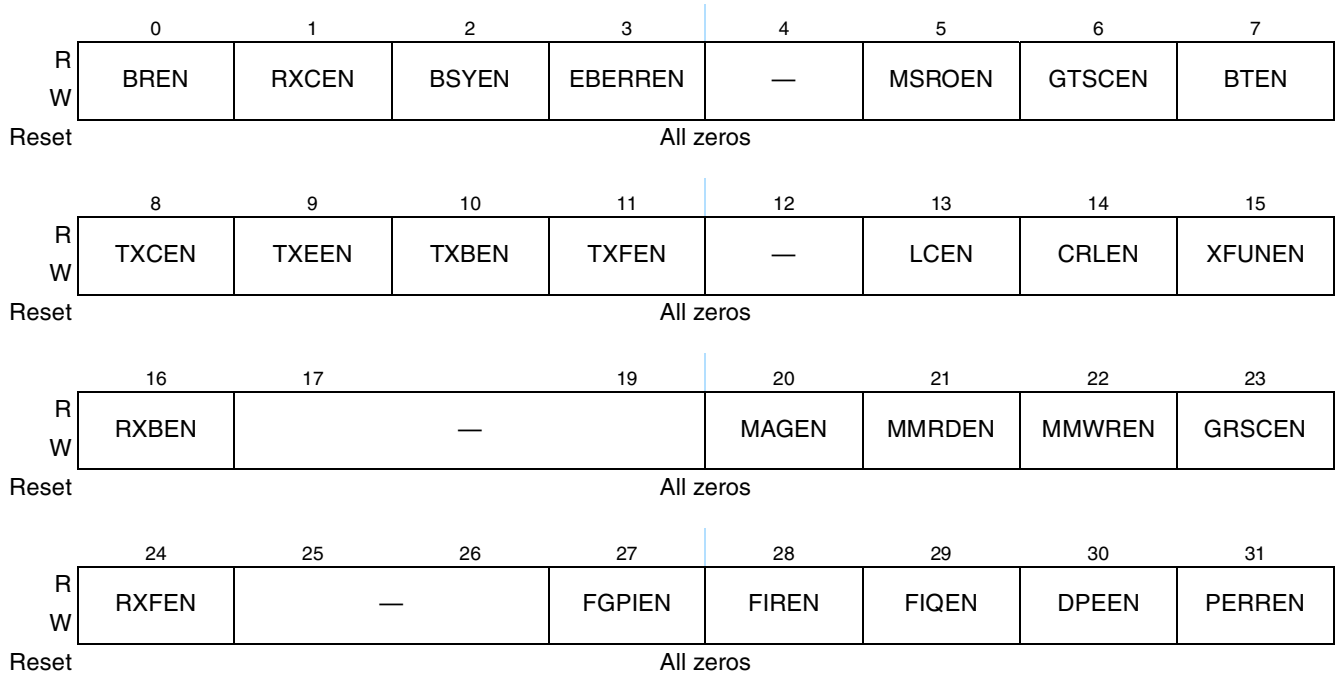 0 1 2 3 4 5 6 7
R BREN RXCEN BSYEN EBERREN — MSROEN GTSCEN BTEN
W
Reset All zeros
8 9 10 11 12 13 14 15
R TXCEN TXEEN TXBEN TXFEN — LCEN CRLEN XFUNEN
W
Reset All zeros
16 17 19 20 21 22 23
R RXBEN — MAGEN MMRDEN MMWREN GRSCEN
W
Reset All zeros
24 25 26 27 28 29 30 31
R RXFEN — FGPIEN FIREN FIQEN DPEEN PERREN
W
Reset All zeros